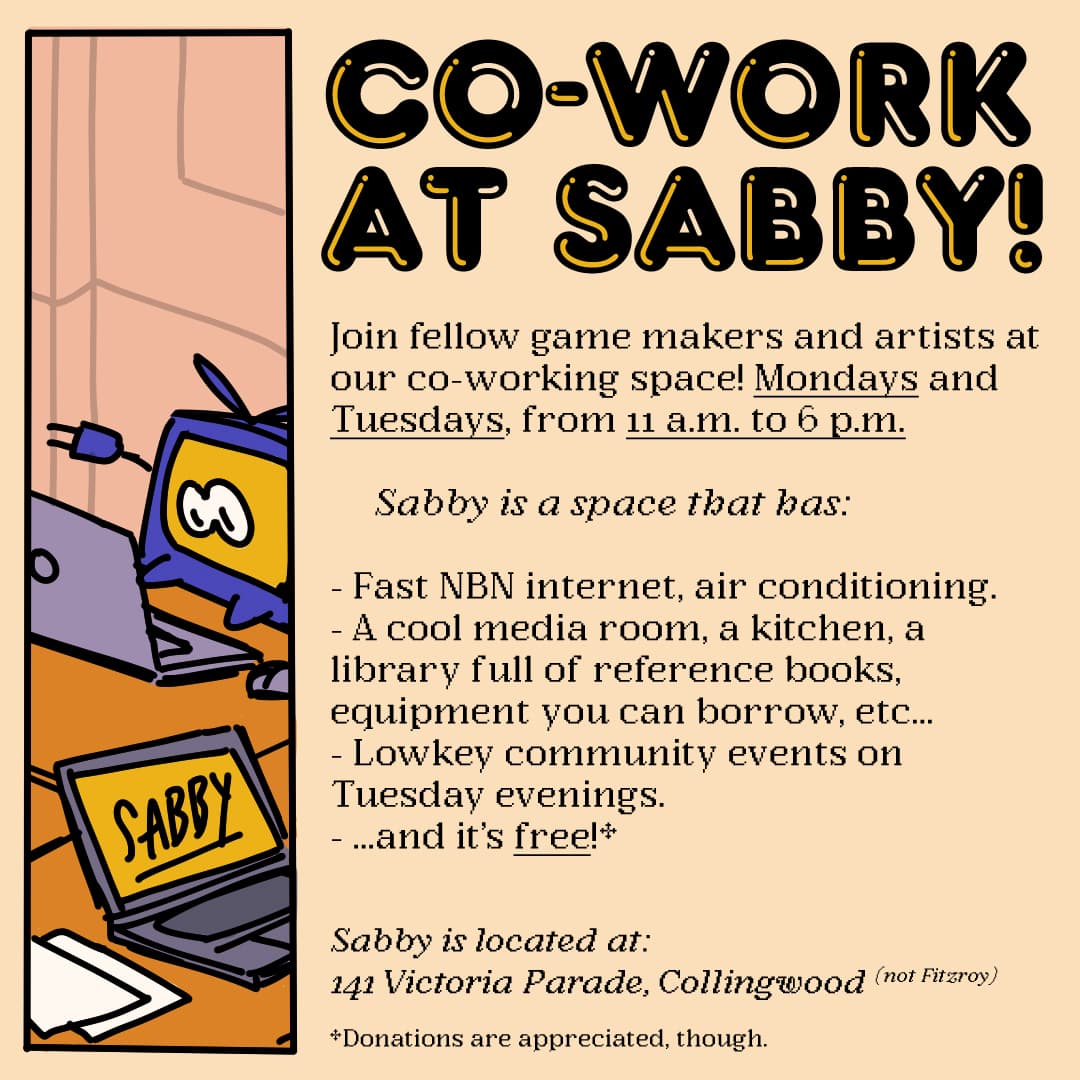 CO-WORK
AT SABBY!
Join fellow game makers and artists at
our co-working space! Mondays and
Tuesdays, from 11 a.m. to 6 p.m.
Sabby is a space that has:
- Fast NBN internet, air conditioning.
- A cool media room, a kitchen, a
library full of reference books,
equipment you can borrow, etc...
- Lowkey community events on
Tuesday evenings.
- ...and it’s free!*
SABBY
Sabby is located at:
141 Victoria Parade, Collingwood (not Fitzroy)
*Donations are appreciated, though.